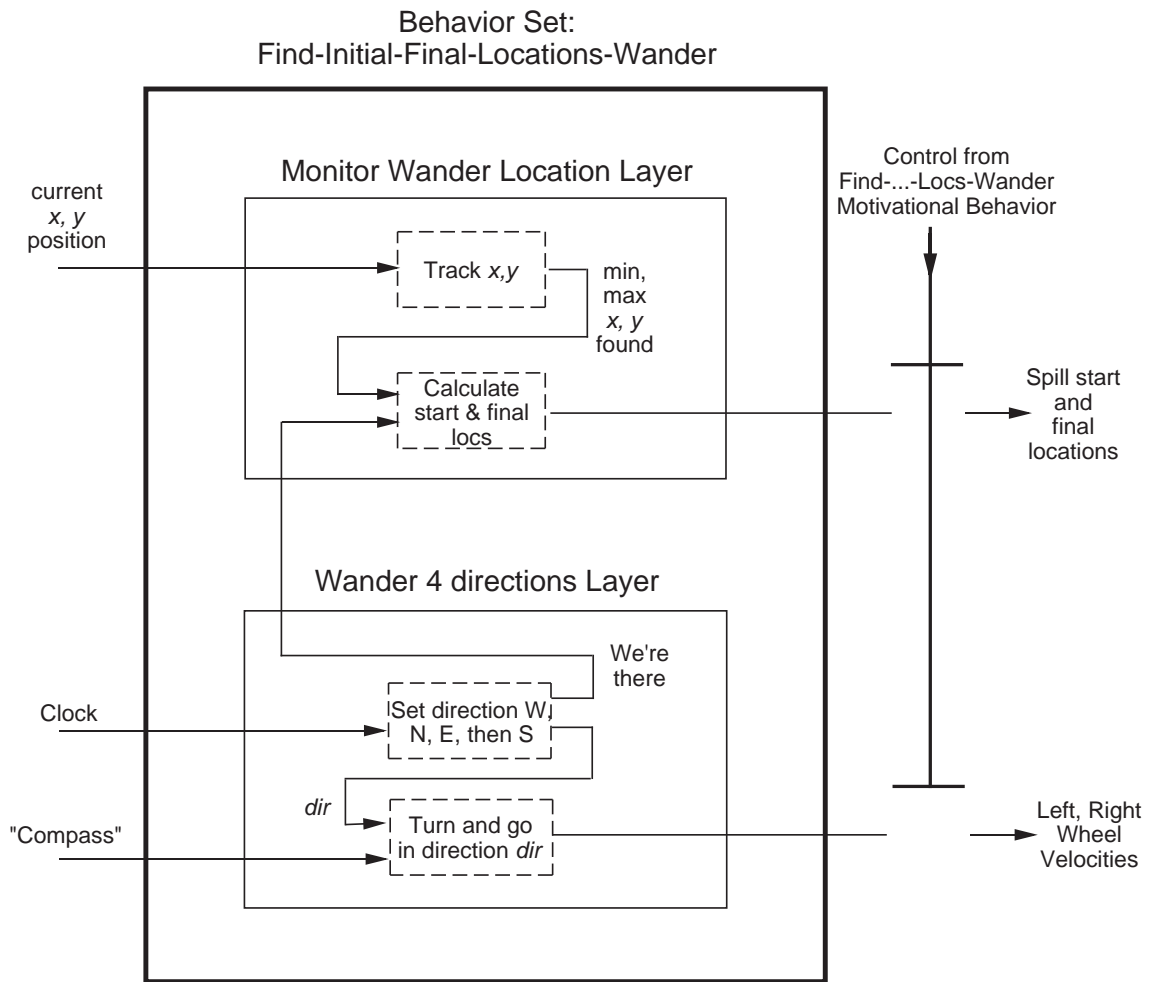 Behavior Set:
Find-Initial-Final-Locations-Wander
Monitor Wander Location Layer
current
x, y
position
Track x,y
min,
max
x, y
found
Calculate
start & final
locs
Control from
Find-...-Locs-Wander
Motivational Behavior
Spill start
and
final
locations
Wander 4 directions Layer
We're
there
Clock
Set direction W,
N, E, then S
dir
"Compass"
Turn and go
in direction dir
Left, Right
Wheel
Velocities